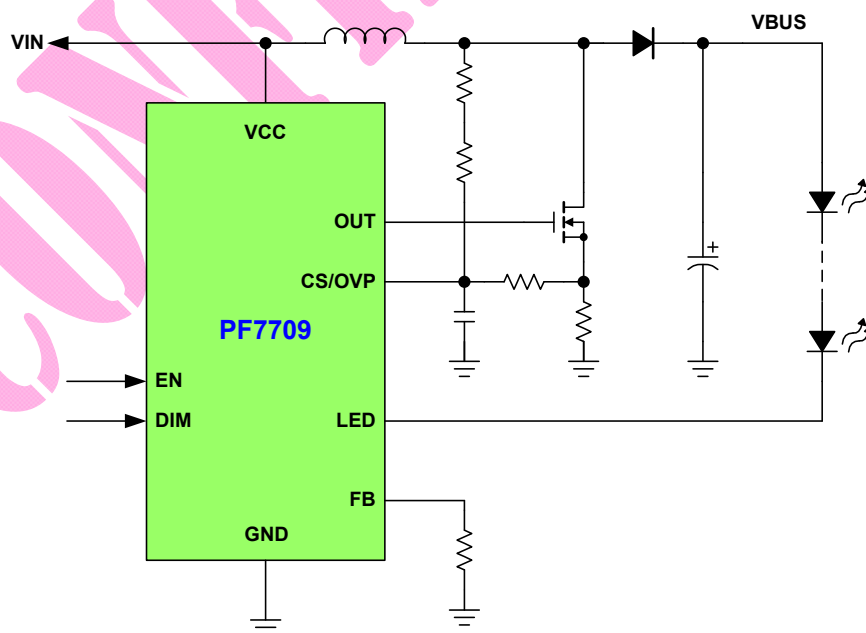 VBUS
VIN
VCC
OUT
CS/OVP
PF7709
EN
DIM
LED
FB
GND
+